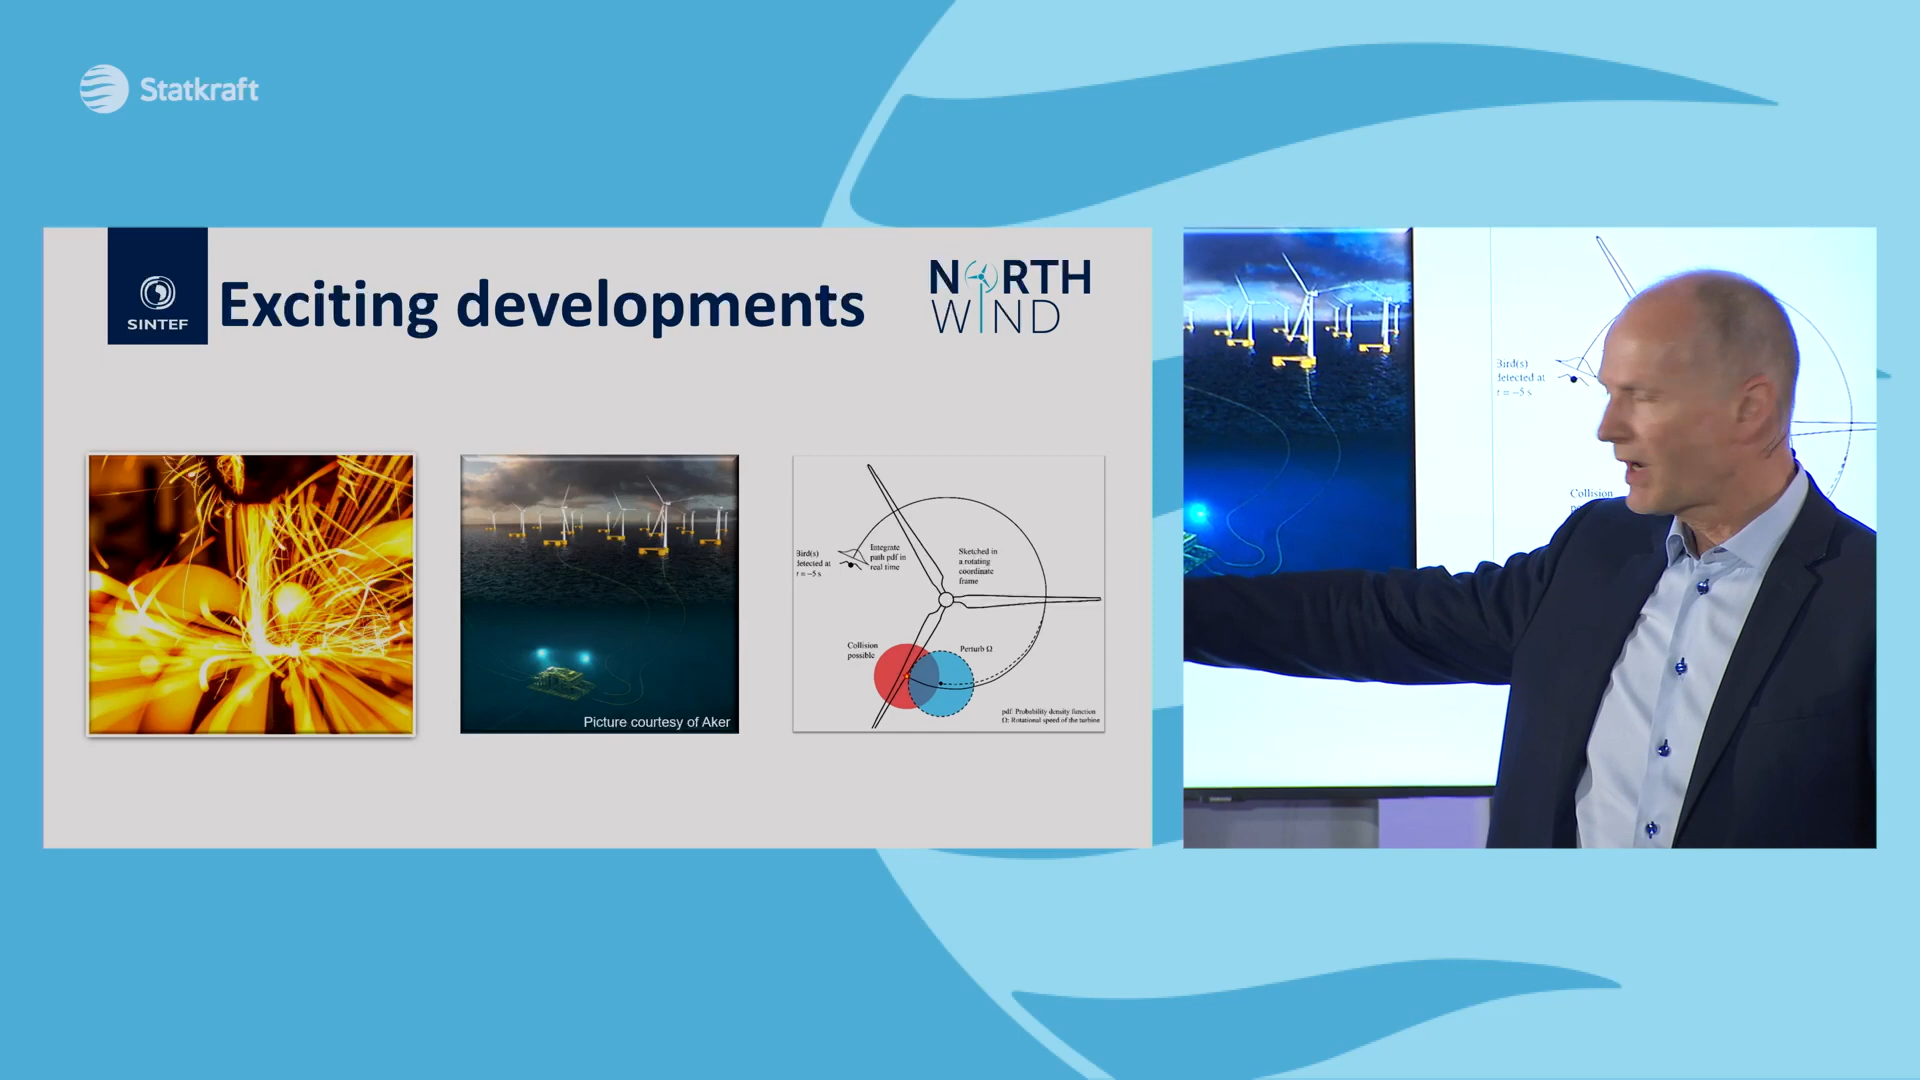 Statkraft
SINTEF
Exciting developments
NORTH
WIND
Picture courtesy of Aker
Bird(s)
detected at
t = −5 s
Integrate
path pdf in
real time
Sketched in
a rotating
coordinate
frame
Collision
possible
Perturb Ω
pdf: Probability density function
Ω: Rotational speed of the turbine
Bird(s)
detected at
t = −5 s
Collision